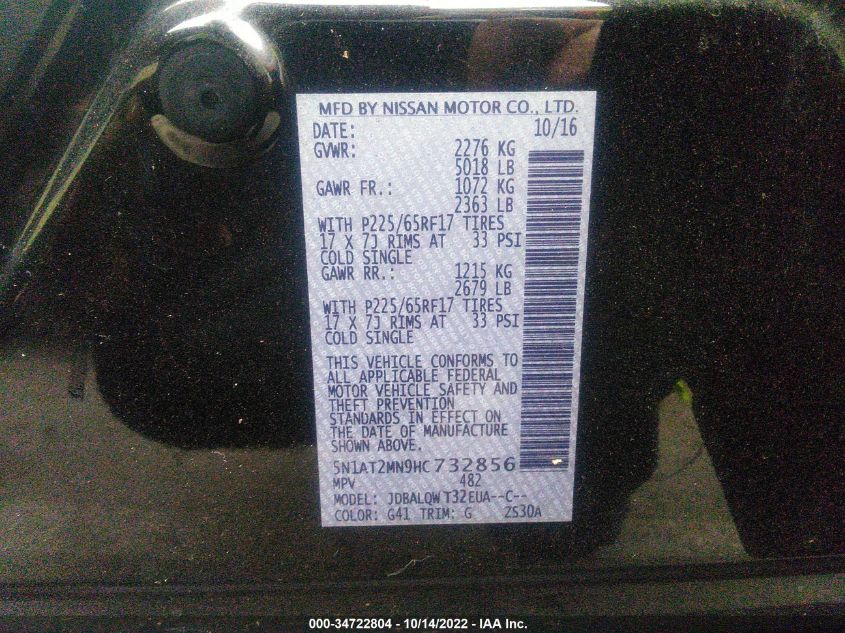 MFD BY NISSAN MOTOR CO., LTD.
DATE: 10/16
GVWR: 2276 KG
5018 LB
GAWR FR.: 1072 KG
2363 LB
WITH P225/65RF17 TIRES
17 X 7J RIMS AT 33 PSI
COLD SINGLE
GAWR RR.: 1215 KG
2679 LB
WITH P225/65RF17 TIRES
17 X 7J RIMS AT 33 PSI
COLD SINGLE
THIS VEHICLE CONFORMS TO
ALL APPLICABLE FEDERAL
MOTOR VEHICLE SAFETY AND
THEFT PREVENTION
STANDARDS IN EFFECT ON
THE DATE OF MANUFACTURE
SHOWN ABOVE.
5N1AT2MN9HC732856
MPV 482
MODEL: JDBALQWT32EUA--C--
COLOR: G41 TRIM: G ZS30A
000-34722804 - 10/14/2022 - IAA Inc.